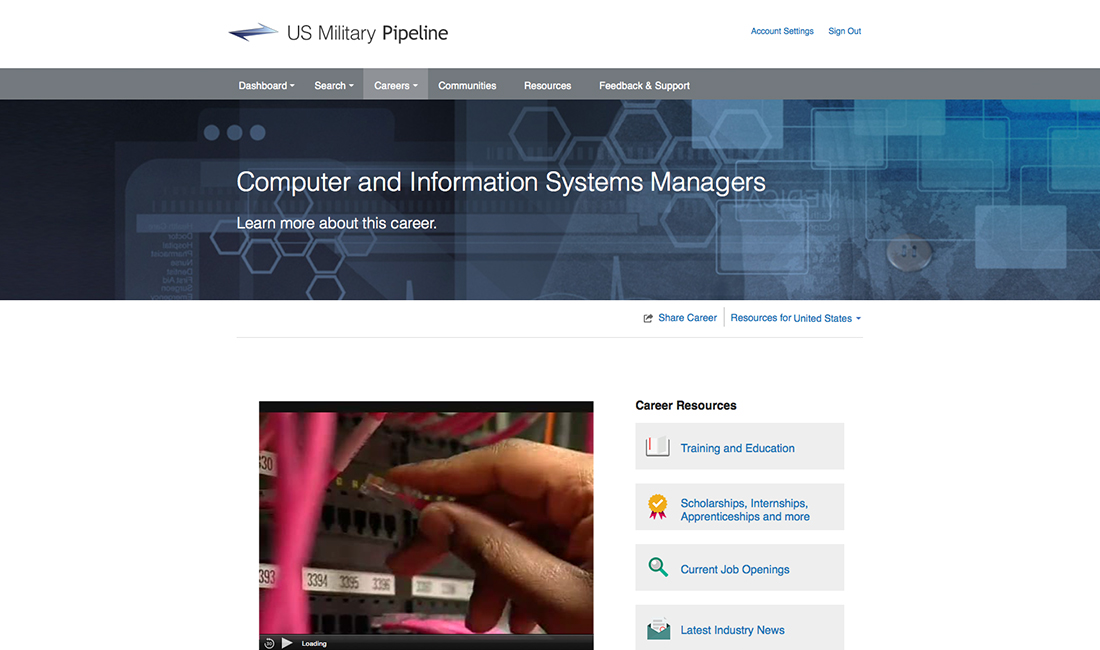 US Military Pipeline
Account Settings Sign Out
Dashboard Search Careers Communities Resources Feedback & Support
Computer and Information Systems Managers
Learn more about this career.
Share Career Resources for United States
Career Resources
Training and Education
Scholarships, Internships,
Apprenticeships and more
Current Job Openings
Latest Industry News
330
393 3394 3395 3396
Loading